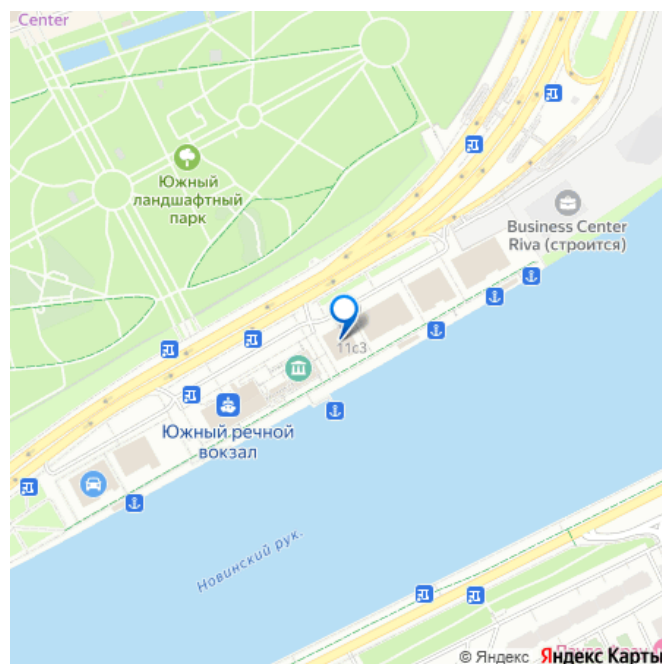 Center
Южный
ландшафтный
парк
Business Center
Riva (строится)
11с3
Южный речной
вокзал
Новинский рук.
© Яндекс Яндекс Карты